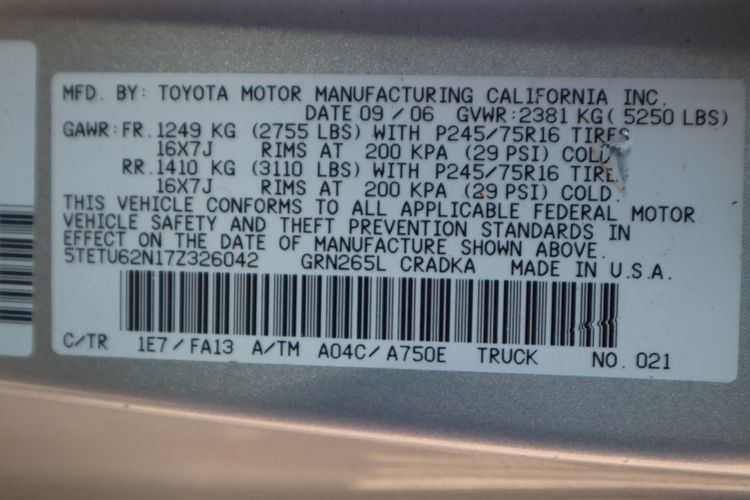 MFD. BY: TOYOTA MOTOR MANUFACTURING CALIFORNIA INC.
DATE 09 / 06 GVWR: 2381 KG( 5250 LBS)
GAWR: FR. 1249 KG (2755 LBS) WITH P245/75R16 TIRES
16X7J RIMS AT 200 KPA (29 PSI) COLD
RR. 1410 KG (3110 LBS) WITH P245/75R16 TIRE
16X7J RIMS AT 200 KPA (29 PSI) COLD.
THIS VEHICLE CONFORMS TO ALL APPLICABLE FEDERAL MOTOR
VEHICLE SAFETY AND THEFT PREVENTION STANDARDS IN
EFFECT ON THE DATE OF MANUFACTURE SHOWN ABOVE.
5TETU62N17Z326042 GRN265L CRADKA MADE IN U.S.A.
C/TR 1E7 / FA13 A/TM A04C / A750E TRUCK NO. 021